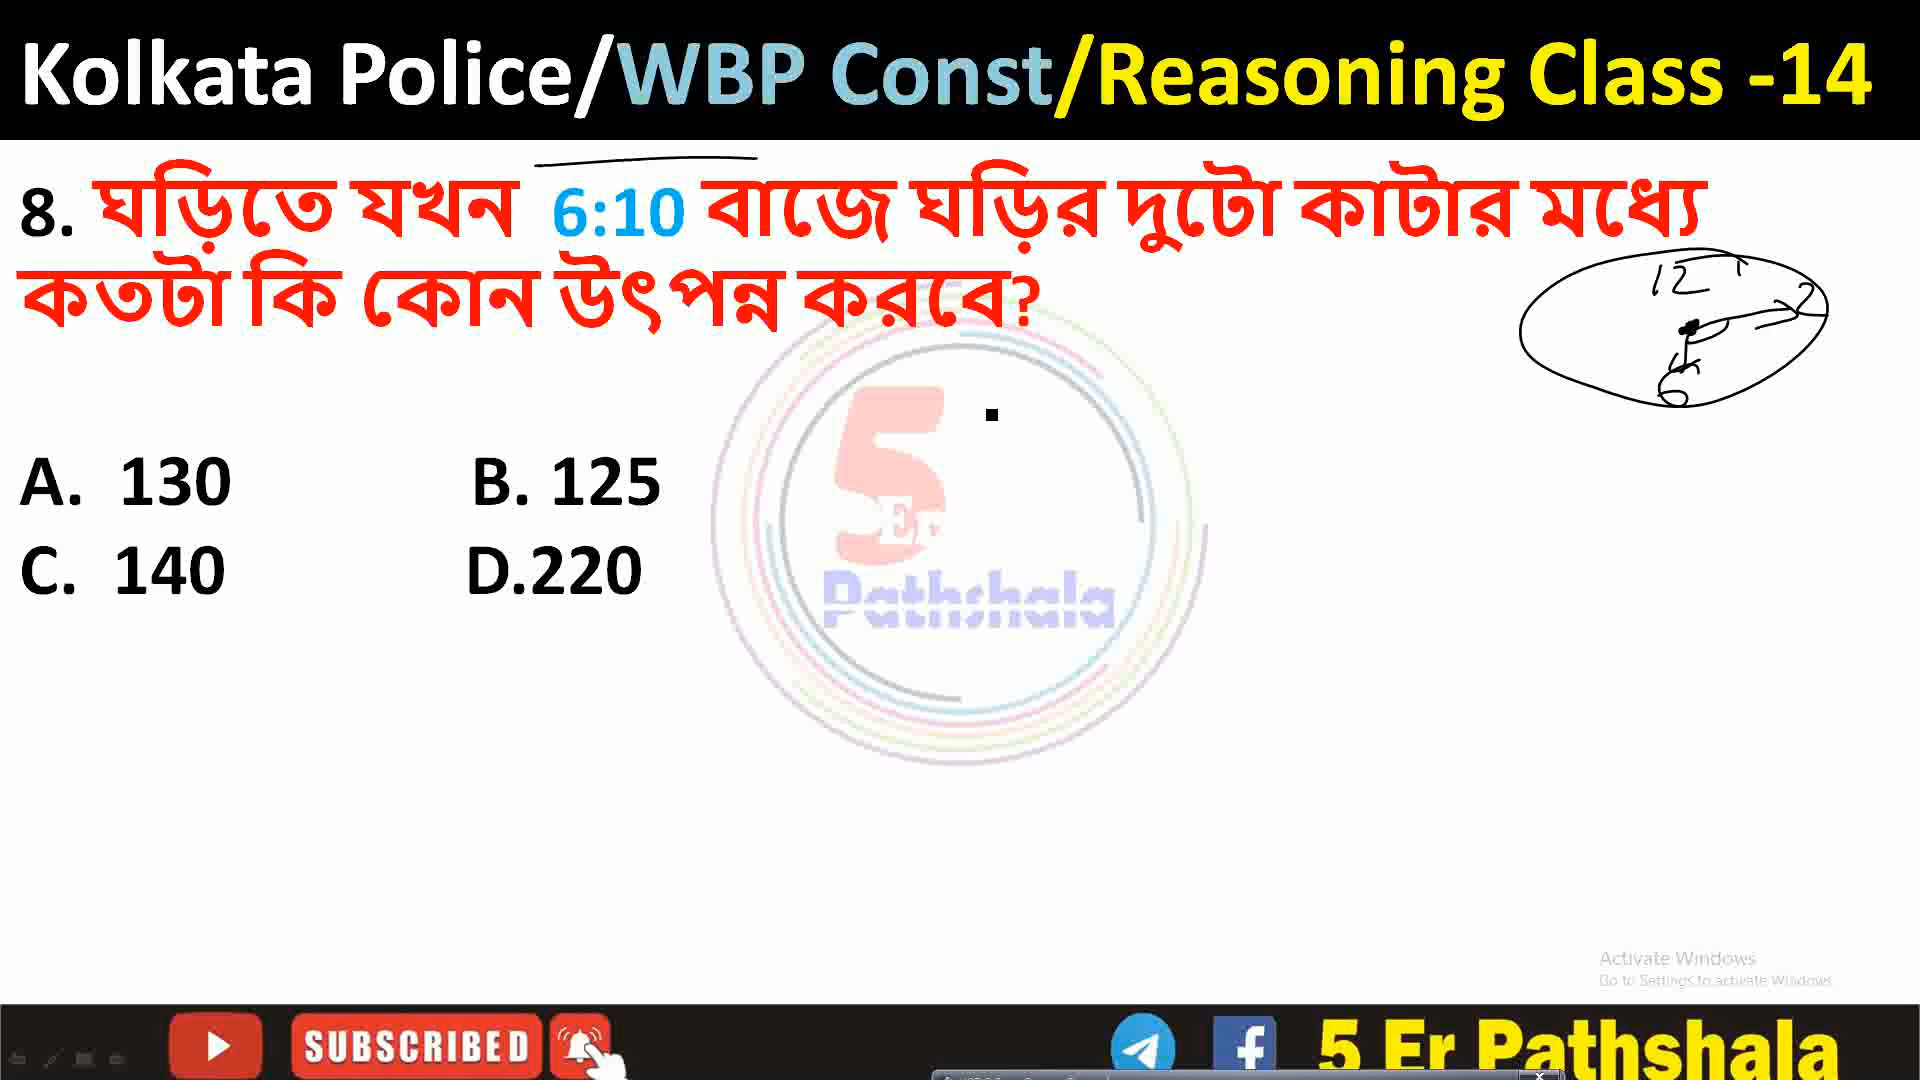 Kolkata Police/WBP Const/Reasoning Class -14
8. ঘড়িতে যখন 6:10 বাজে ঘড়ির দুটো কাটার মধ্যে
কতটা কি কোন উৎপন্ন করবে?
12 1
2
6
A. 130 B. 125
C. 140 D.220
5 Er
Pathshala
Activate Windows
Go to Settings to activate Windows.
SUBSCRIBED
5 Er Pathshala